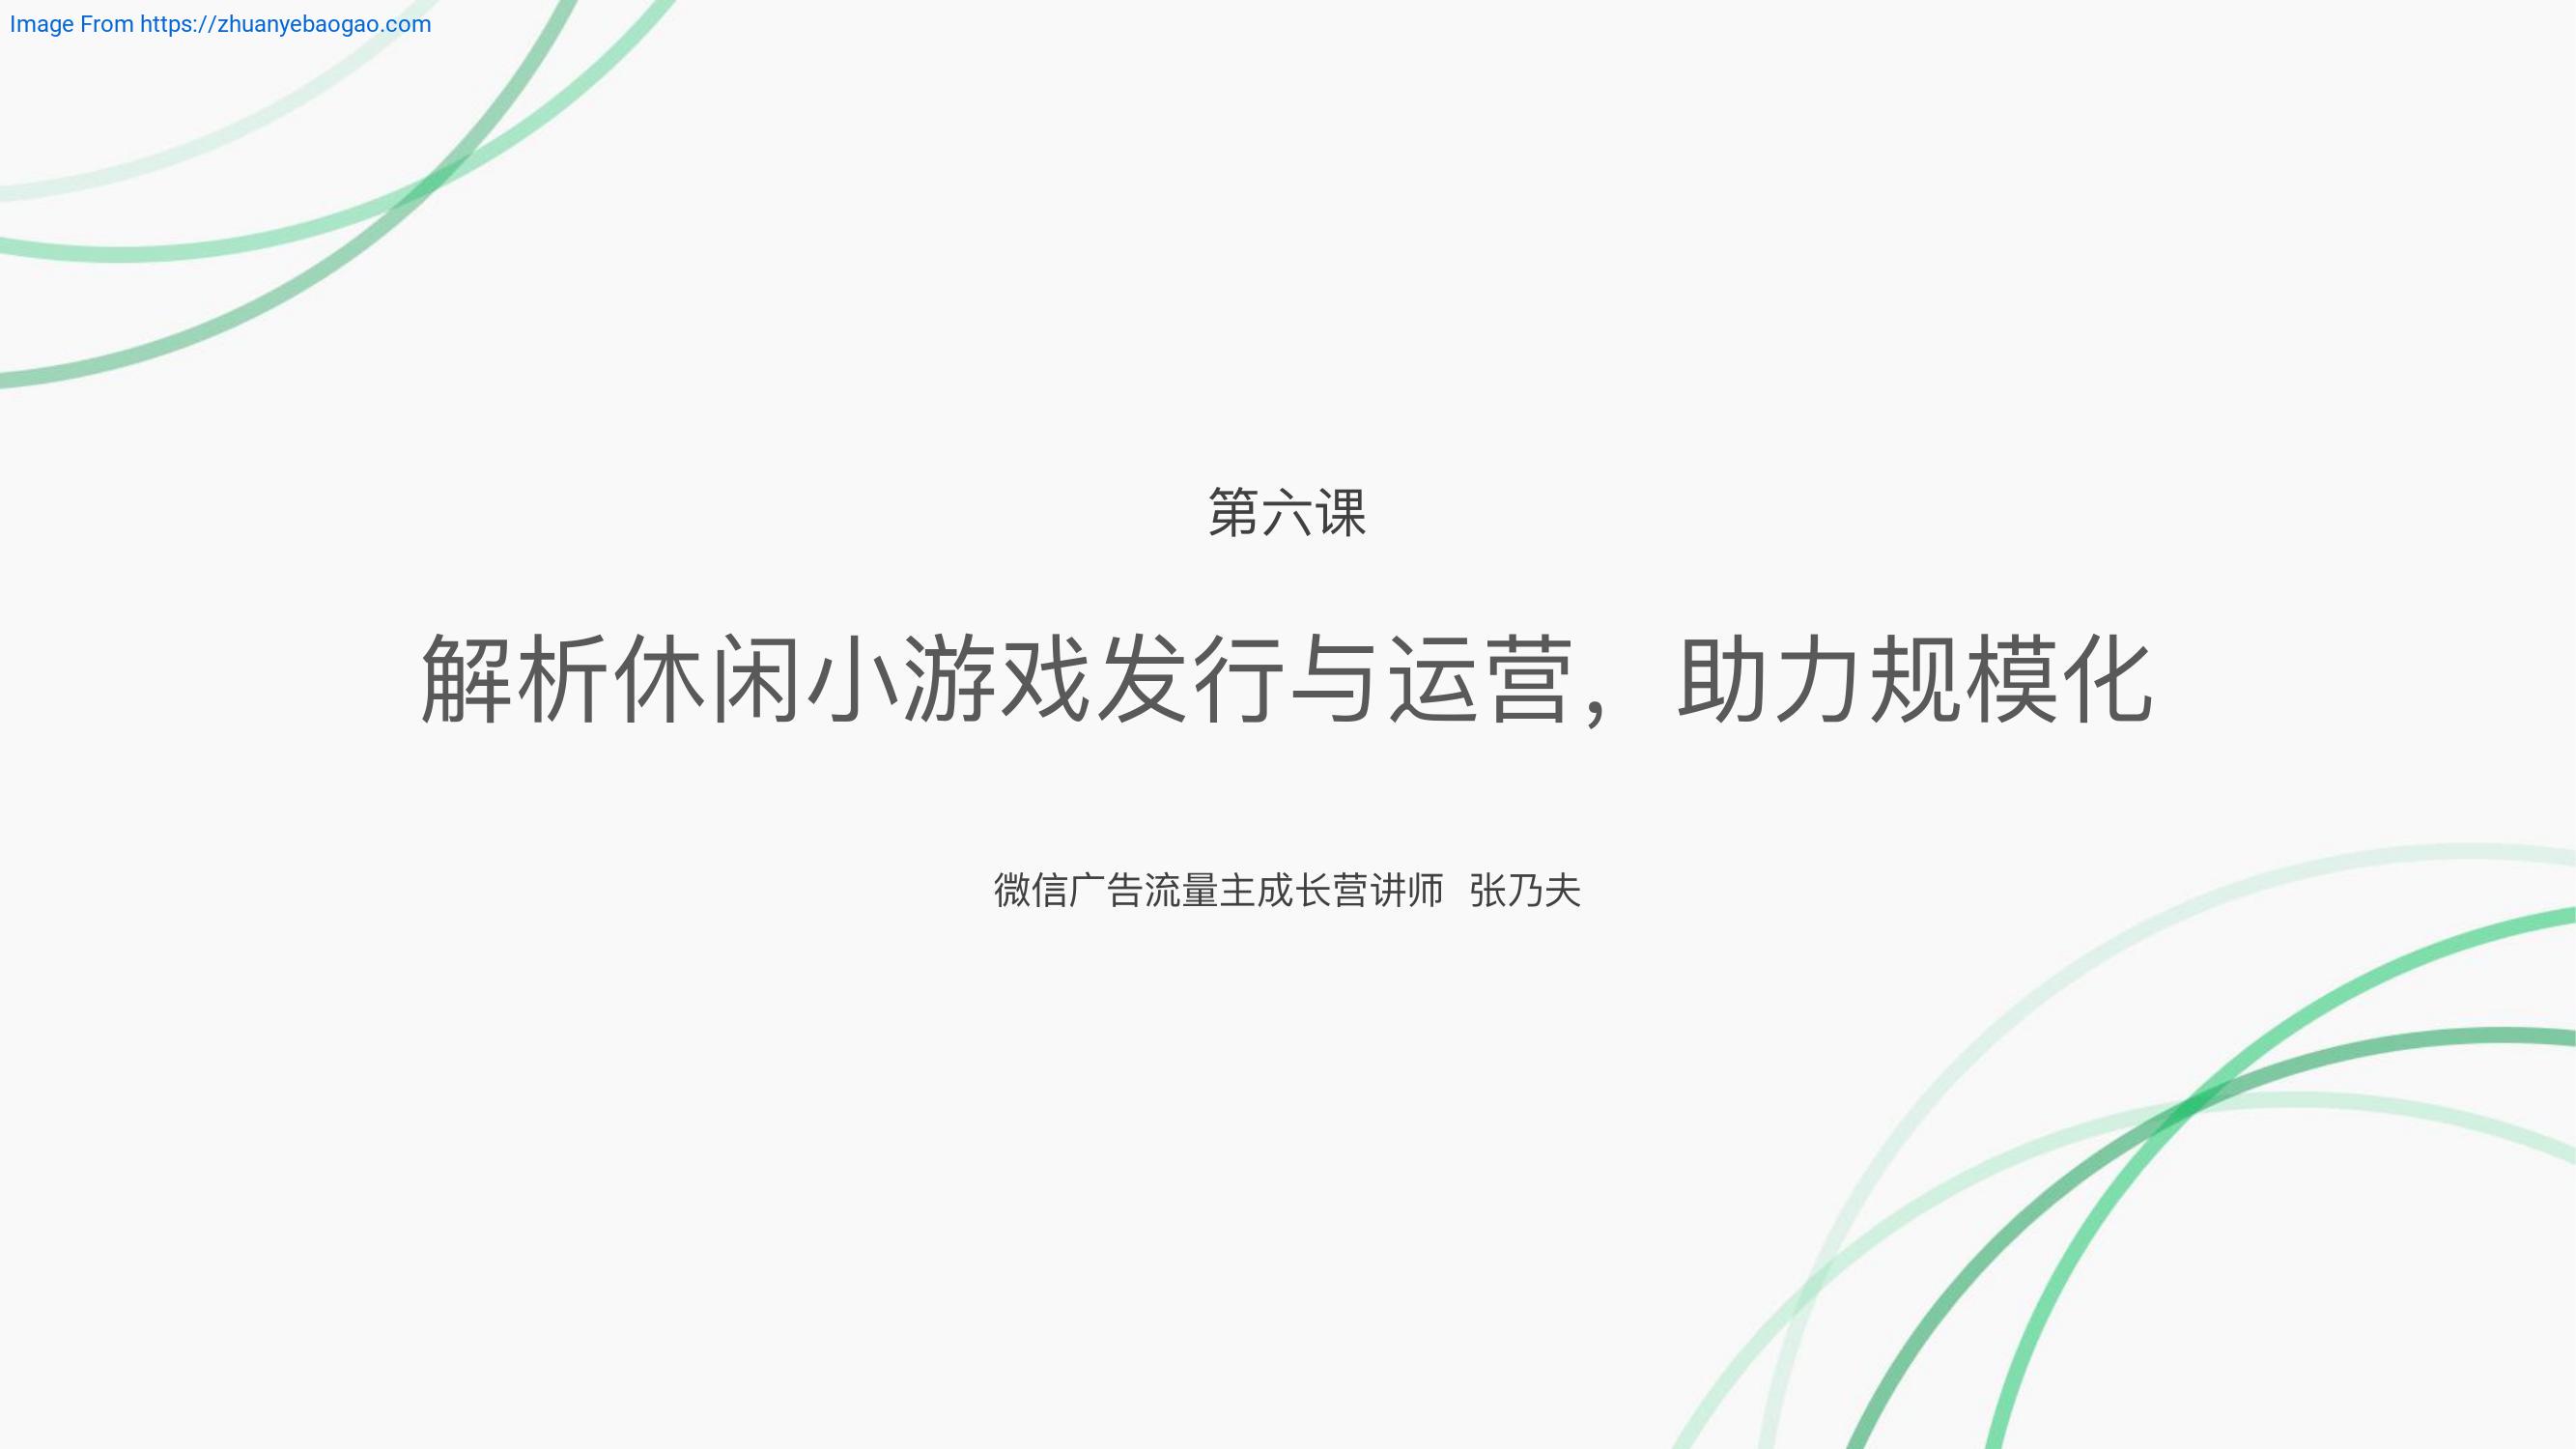 Image From https://zhuanyebaogao.com
第六课
解析休闲小游戏发行与运营，助力规模化
微信广告流量主成长营讲师 张乃夫